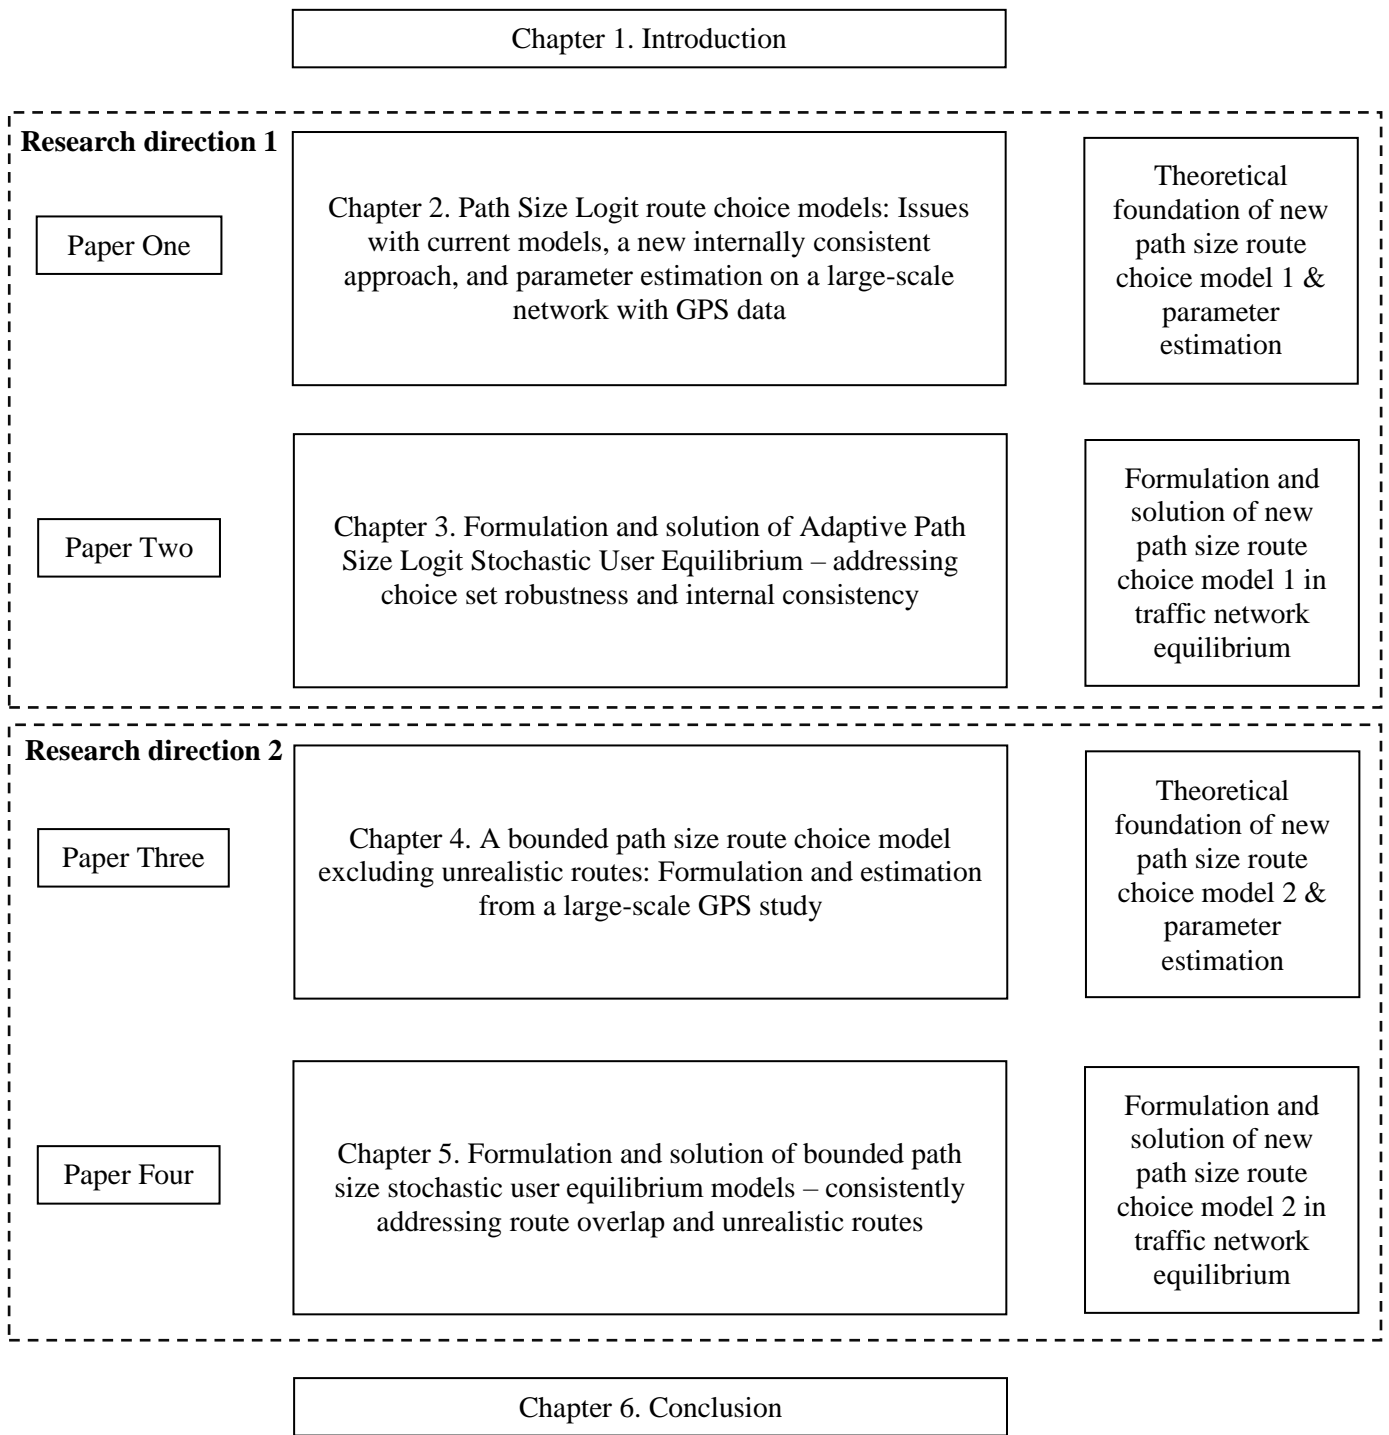 Chapter 1. Introduction
Research direction 1
Paper One
Chapter 2. Path Size Logit route choice models: Issues
with current models, a new internally consistent
approach, and parameter estimation on a large-scale
network with GPS data
Theoretical
foundation of new
path size route
choice model 1 &
parameter
estimation
Paper Two
Chapter 3. Formulation and solution of Adaptive Path
Size Logit Stochastic User Equilibrium – addressing
choice set robustness and internal consistency
Formulation and
solution of new
path size route
choice model 1 in
traffic network
equilibrium
Research direction 2
Paper Three
Chapter 4. A bounded path size route choice model
excluding unrealistic routes: Formulation and estimation
from a large-scale GPS study
Theoretical
foundation of new
path size route
choice model 2 &
parameter
estimation
Paper Four
Chapter 5. Formulation and solution of bounded path
size stochastic user equilibrium models – consistently
addressing route overlap and unrealistic routes
Formulation and
solution of new
path size route
choice model 2 in
traffic network
equilibrium
Chapter 6. Conclusion